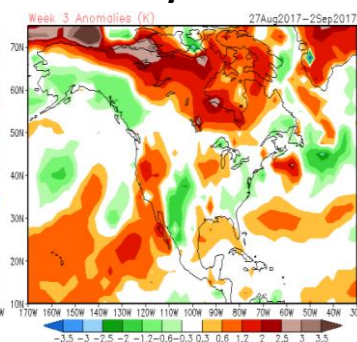 Week 3 Anomalies (K) 27Aug2017-2Sep2017
70N
60N
50N
40N
30N
20N
10N
170W 160W 150W 140W 130W 120W 110W 100W 90W 80W 70W 60W 50W 40W 30W
-3.5 -3 -2.5 -2 -1.2 -0.6 -0.3 0.3 0.6 1.2 2 2.5 3 3.5